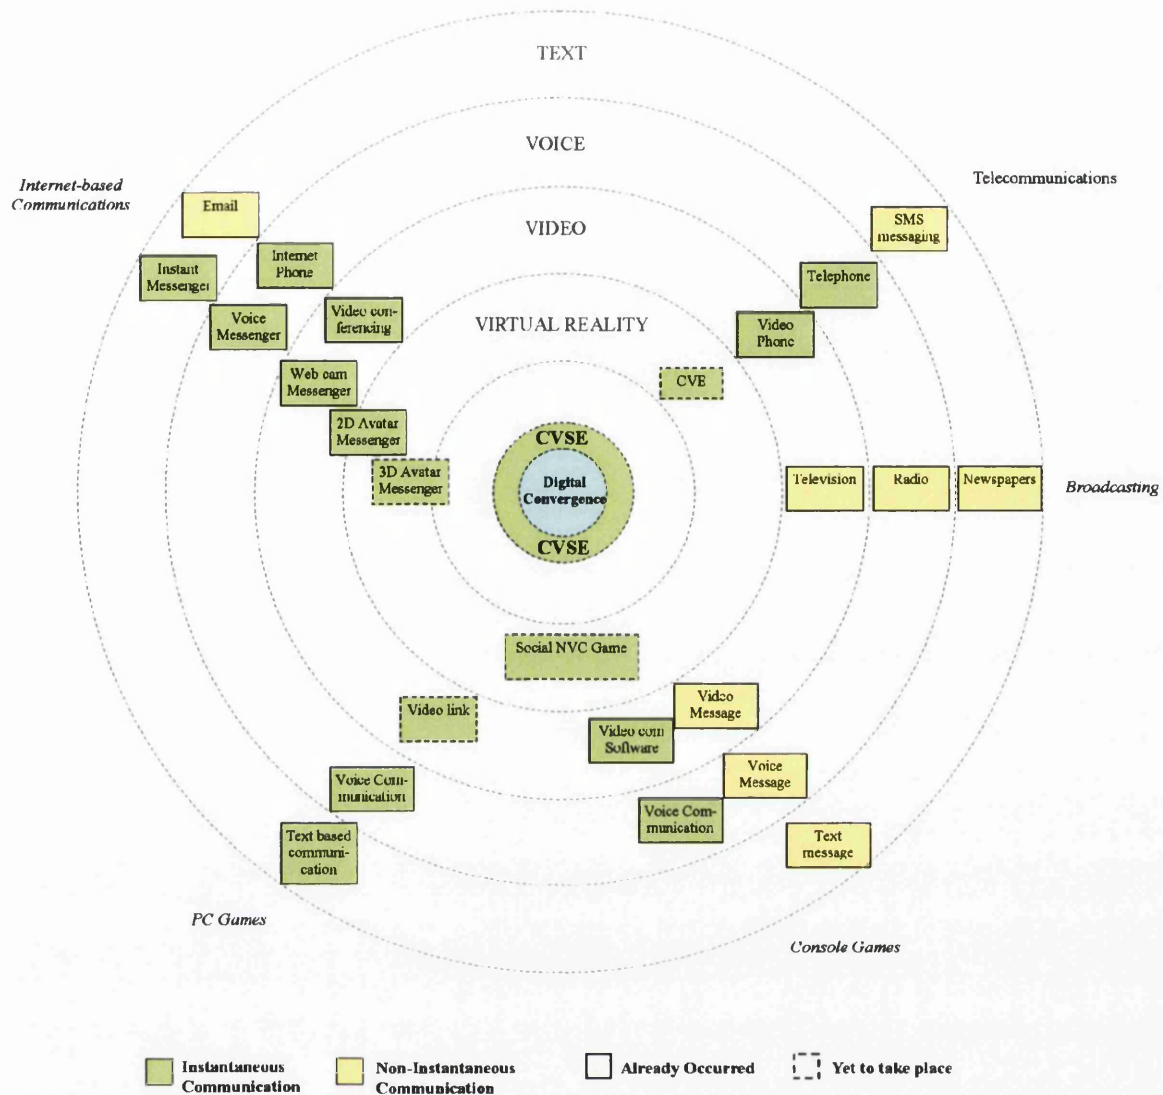 TEXT
VOICE
VIDEO
VIRTUAL REALITY
Internet-based
Communications
Telecommunications
Email
Instant
Messenger
Internet
Phone
Voice
Messenger
Video con-
ferencing
Web cam
Messenger
2D Avatar
Messenger
3D Avatar
Messenger
SMS
messaging
Telephone
Video
Phone
CVE
CVSE
Digital
Convergence
CVSE
Television
Radio
Newspapers
Broadcasting
Social NVC Game
Video link
Voice Com-
munication
Text based
communi-
cation
Video
Message
Video com
Software
Voice
Message
Voice Com-
munication
Text
message
PC Games
Console Games
Instantaneous
Communication
Non-Instantaneous
Communication
Already Occurred
Yet to take place